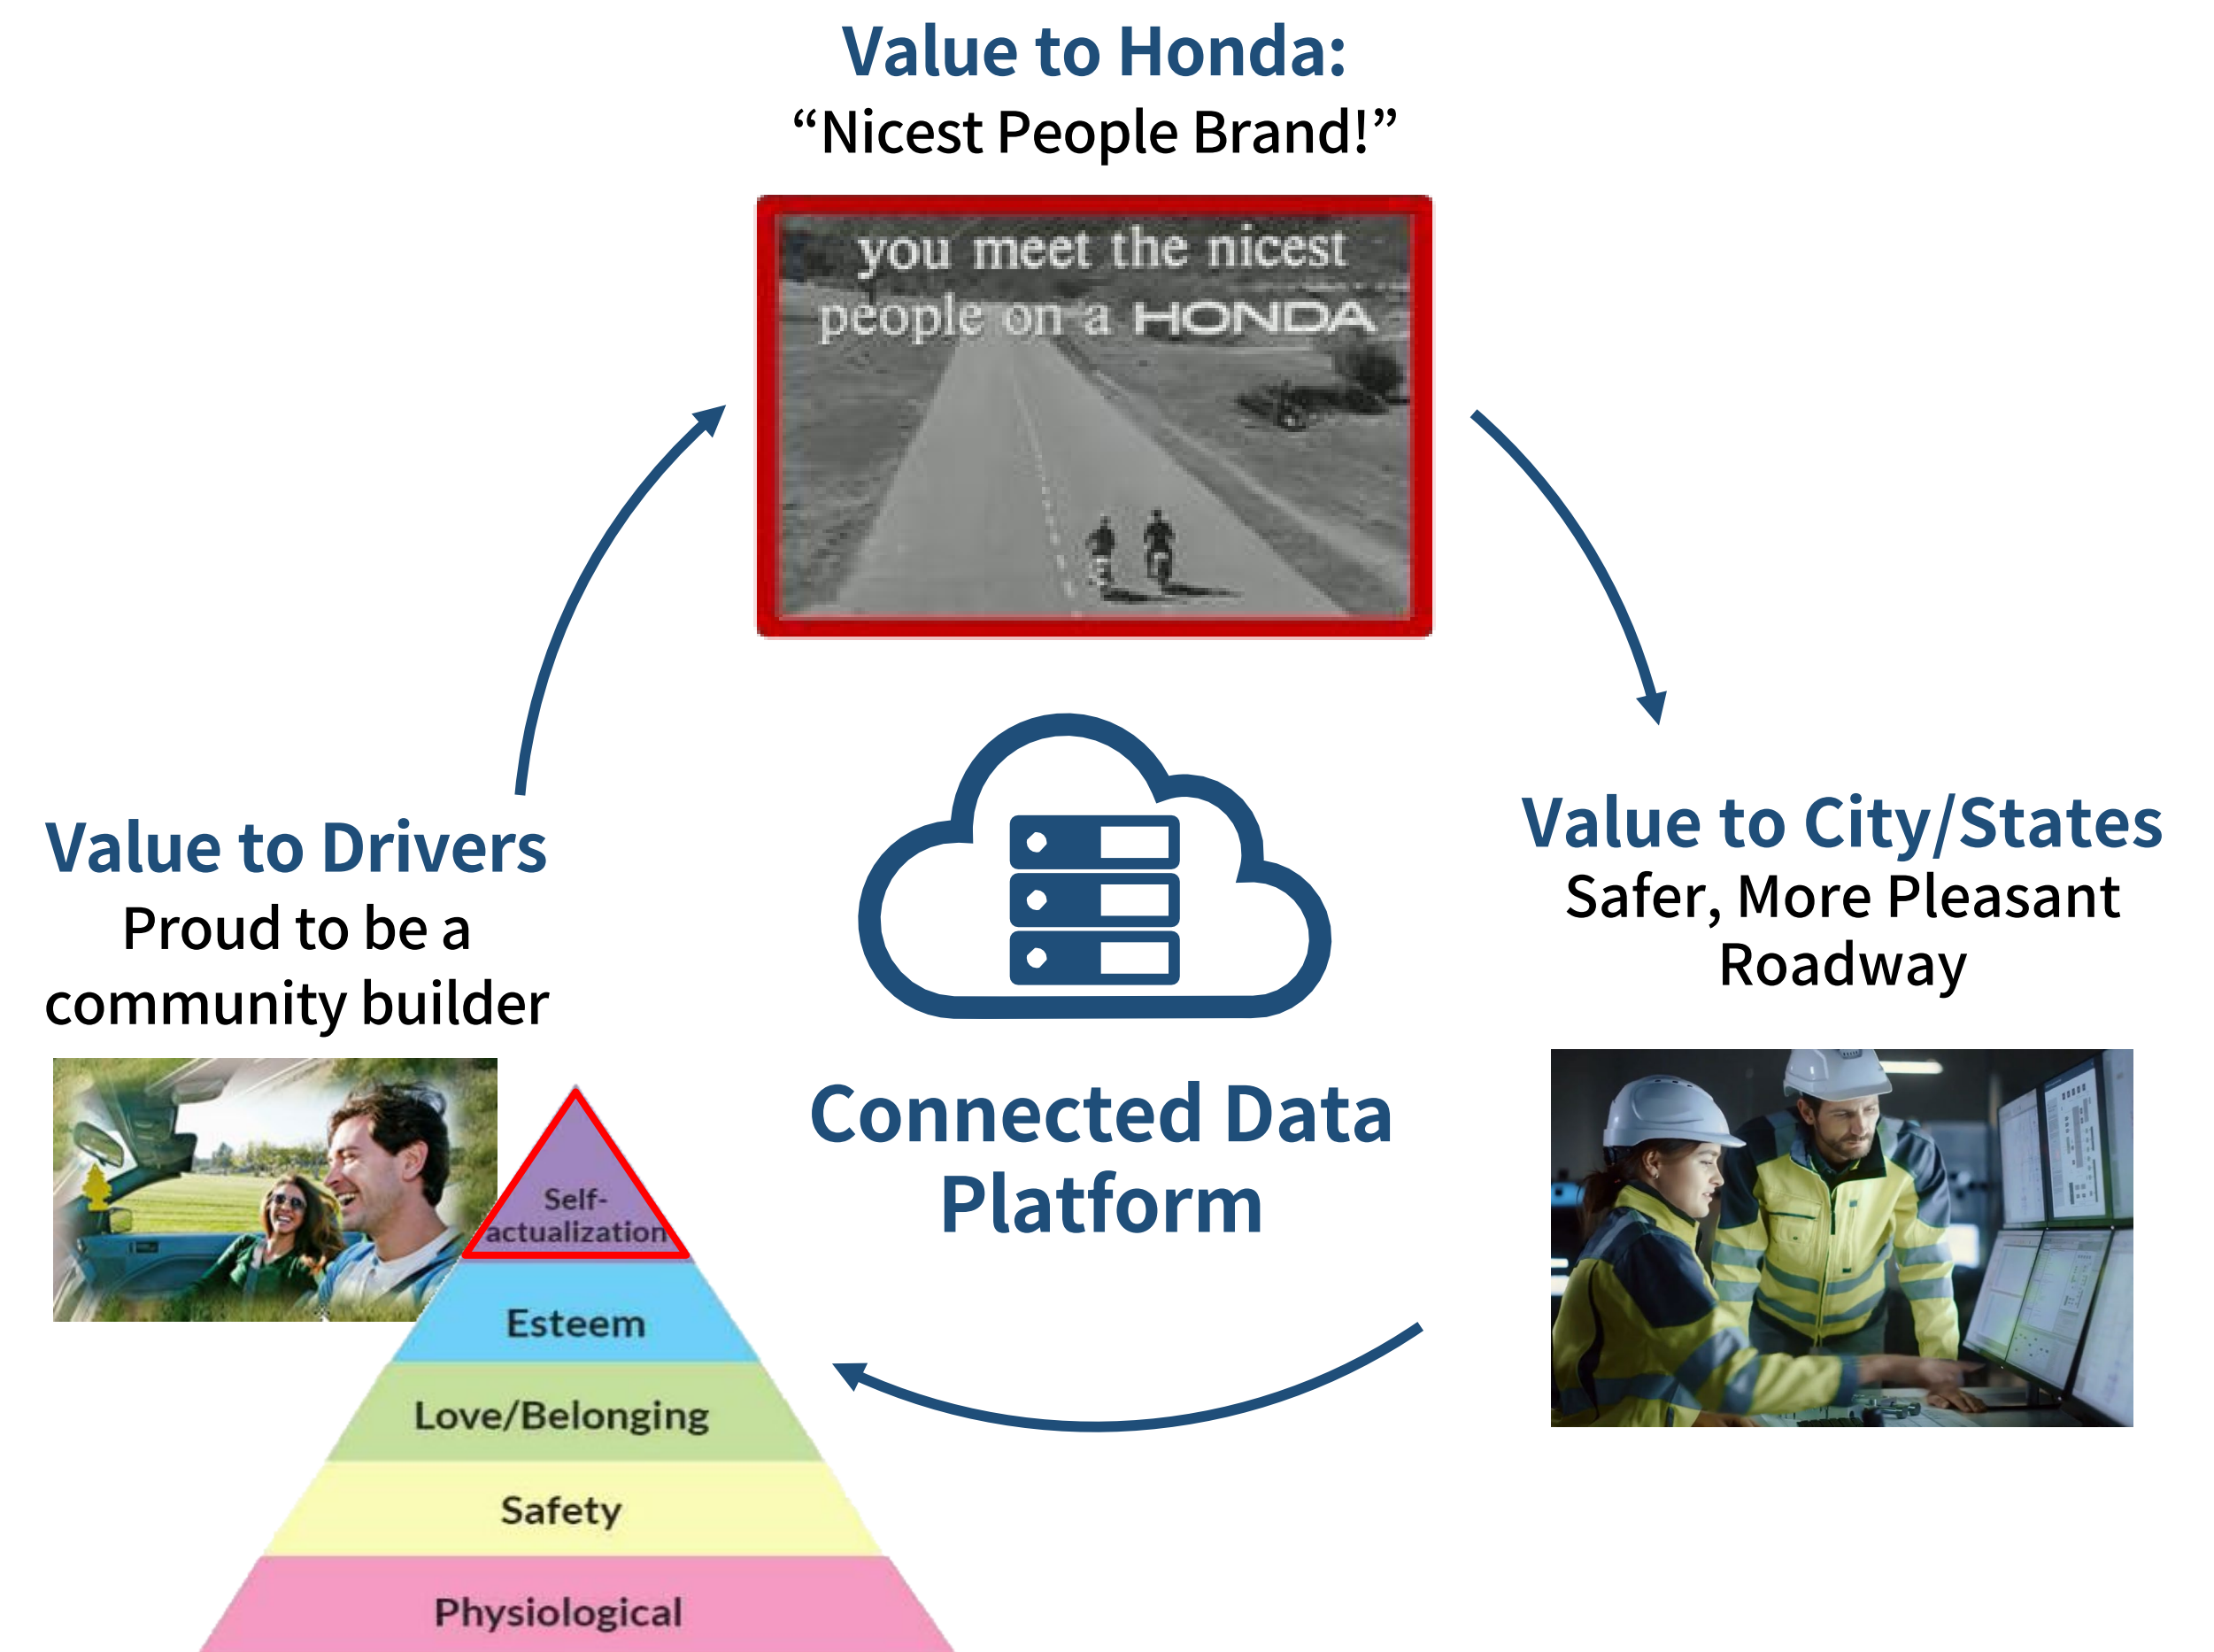 Value to Honda:
“Nicest People Brand!”
you meet the nicest
people on a HONDA
Value to Drivers
Proud to be a
community builder
Value to City/States
Safer, More Pleasant
Roadway
Connected Data
Platform
Self-
actualization
Esteem
Love/Belonging
Safety
Physiological